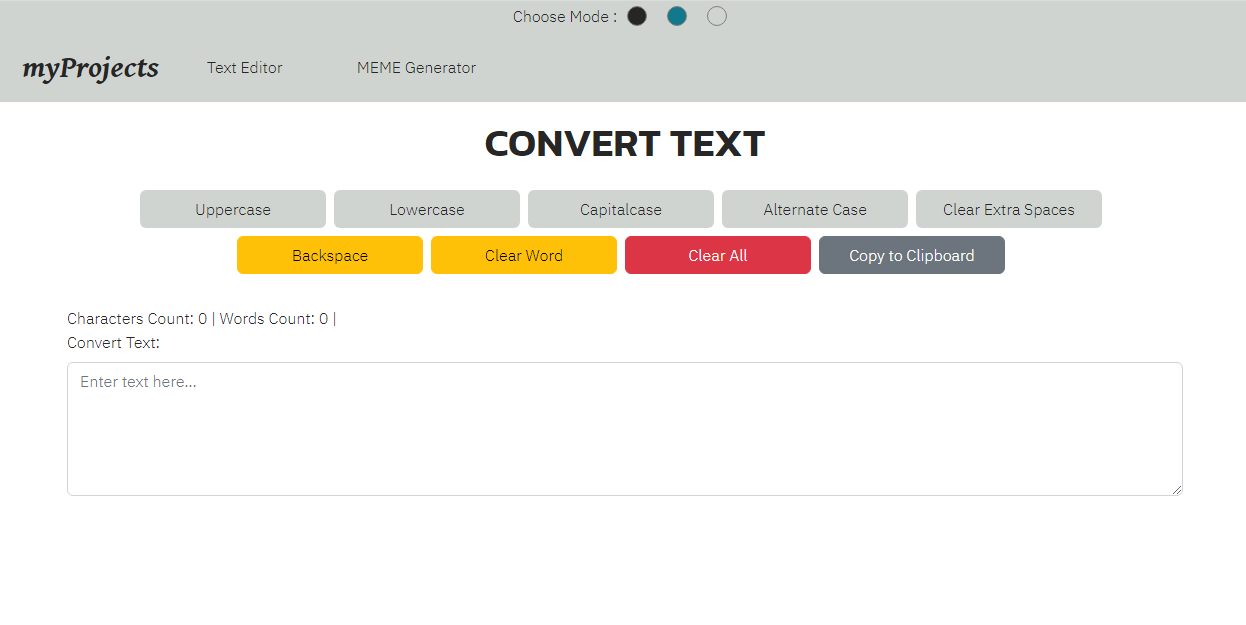 Choose Mode :
myProjects Text Editor MEME Generator
CONVERT TEXT
Uppercase Lowercase Capitalcase Alternate Case Clear Extra Spaces
Backspace Clear Word Clear All Copy to Clipboard
Characters Count: 0 | Words Count: 0 |
Convert Text:
Enter text here...